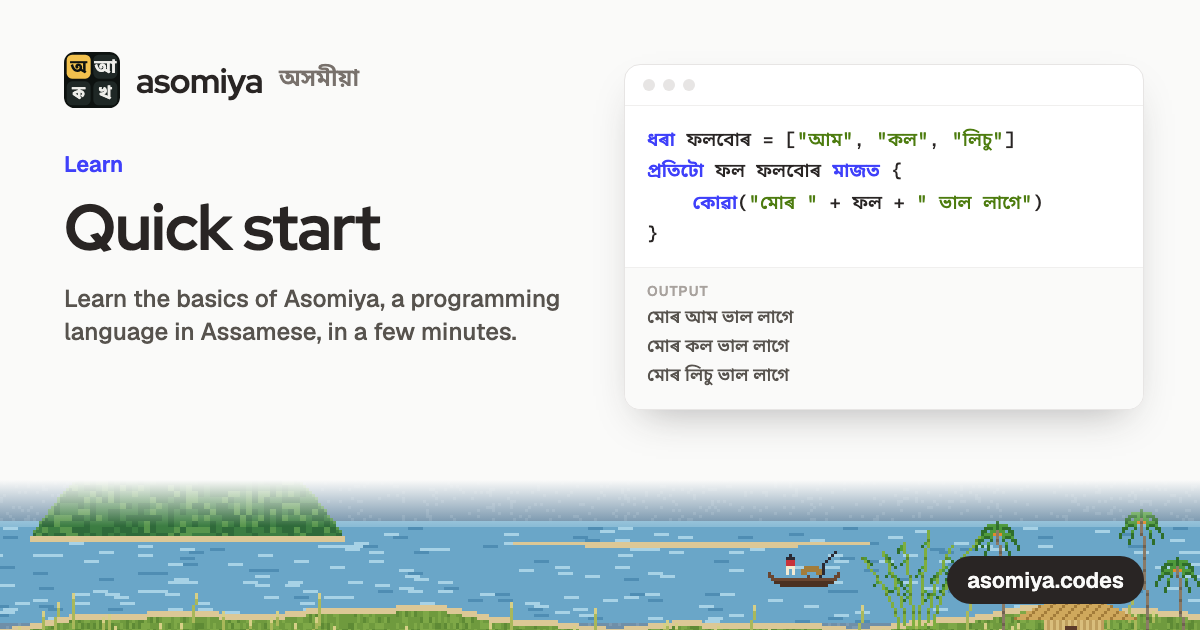 অ আ
ক খ
asomiya অসমীয়া
Learn
Quick start
Learn the basics of Asomiya, a programming
language in Assamese, in a few minutes.
ধৰা ফলবোৰ = ["আম", "কল", "লিচু"]
প্ৰতিটো ফল ফলবোৰ মাজত {
    কোৱা("মোৰ " + ফল + " ভাল লাগে")
}
OUTPUT
মোৰ আম ভাল লাগে
মোৰ কল ভাল লাগে
মোৰ লিচু ভাল লাগে
asomiya.codes